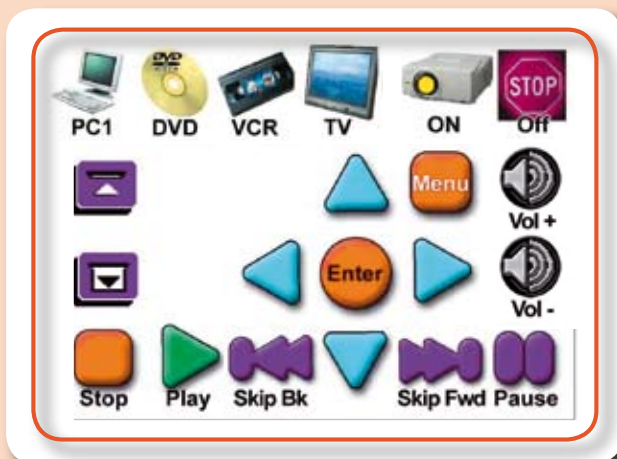 DVD
STOP
PC1 DVD VCR TV ON Off
Menu
Vol +
Enter
Vol -
Stop Play Skip Bk Skip Fwd Pause